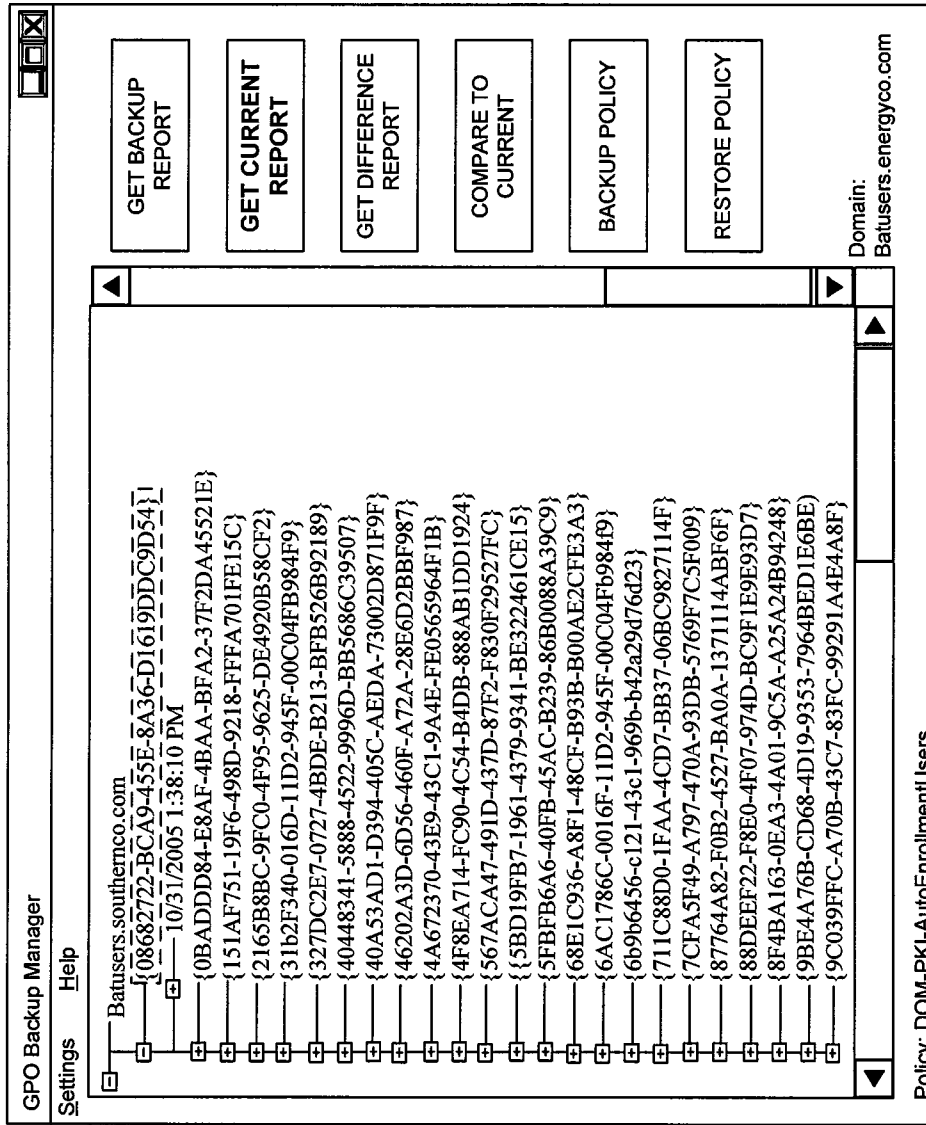 GPO Backup Manager
Settings Help
Batusers.southernco.com
{08682722-BCA9-455E-8A36-D1619DDC9D54}
10/31/2005 1:38:10 PM
{0BADDD84-E8AF-4BAA-BFA2-37F2DA45521E}
{151AF751-19F6-498D-9218-FFFA701FE15C}
{2165B8BC-9FC0-4F95-9625-DE4920B58CF2}
{31b2F340-016D-11D2-945F-00C04FB984F9}
{327DC2E7-0727-4BDE-B213-BFB526B92189}
{40448341-5888-4522-9996D-BB5686C39507}
{40A53AD1-D394-405C-AEDA-73002D871F9F}
{46202A3D-6D56-460F-A72A-28E6D2BBF987}
{4A672370-43E9-43C1-9A4E-FE0565964F1B}
{4F8EA714-FC90-4C54-B4DB-888AB1DD1924}
{567ACA47-491D-437D-87F2-F830F29527FC}
{{5BD19FB7-1961-4379-9341-BE322461CE15}
{5FBFB6A6-40FB-45AC-B239-86B0088A39C9}
{68E1C936-A8F1-48CF-B93B-B00AE2CFE3A3}
{6AC1786C-0016F-11D2-945F-00C04Fb984f9}
{6b9b6456-c121-43c1-969b-b42a29d76d23}
{711C88D0-1FAA-4CD7-BB37-06BC9827114F}
{7CFA5F49-A797-470A-93DB-5769F7C5F009}
{87764A82-F0B2-4527-BA0A-1371114ABF6F}
{88DEEF22-F8E0-4F07-974D-BC9F1E9E93D7}
{8F4BA163-0EA3-4A01-9C5A-A25A24B94248}
{9BE4A76B-CD68-4D19-9353-7964BED1E6BE)
{9C039FFC-A70B-43C7-83FC-99291A4F4A8F}
GET BACKUP
REPORT
GET CURRENT
REPORT
GET DIFFERENCE
REPORT
COMPARE TO
CURRENT
BACKUP POLICY
RESTORE POLICY
Domain:
Batusers.energyco.com
Policy: DOM-PKI-AutoEnrollmentUsers